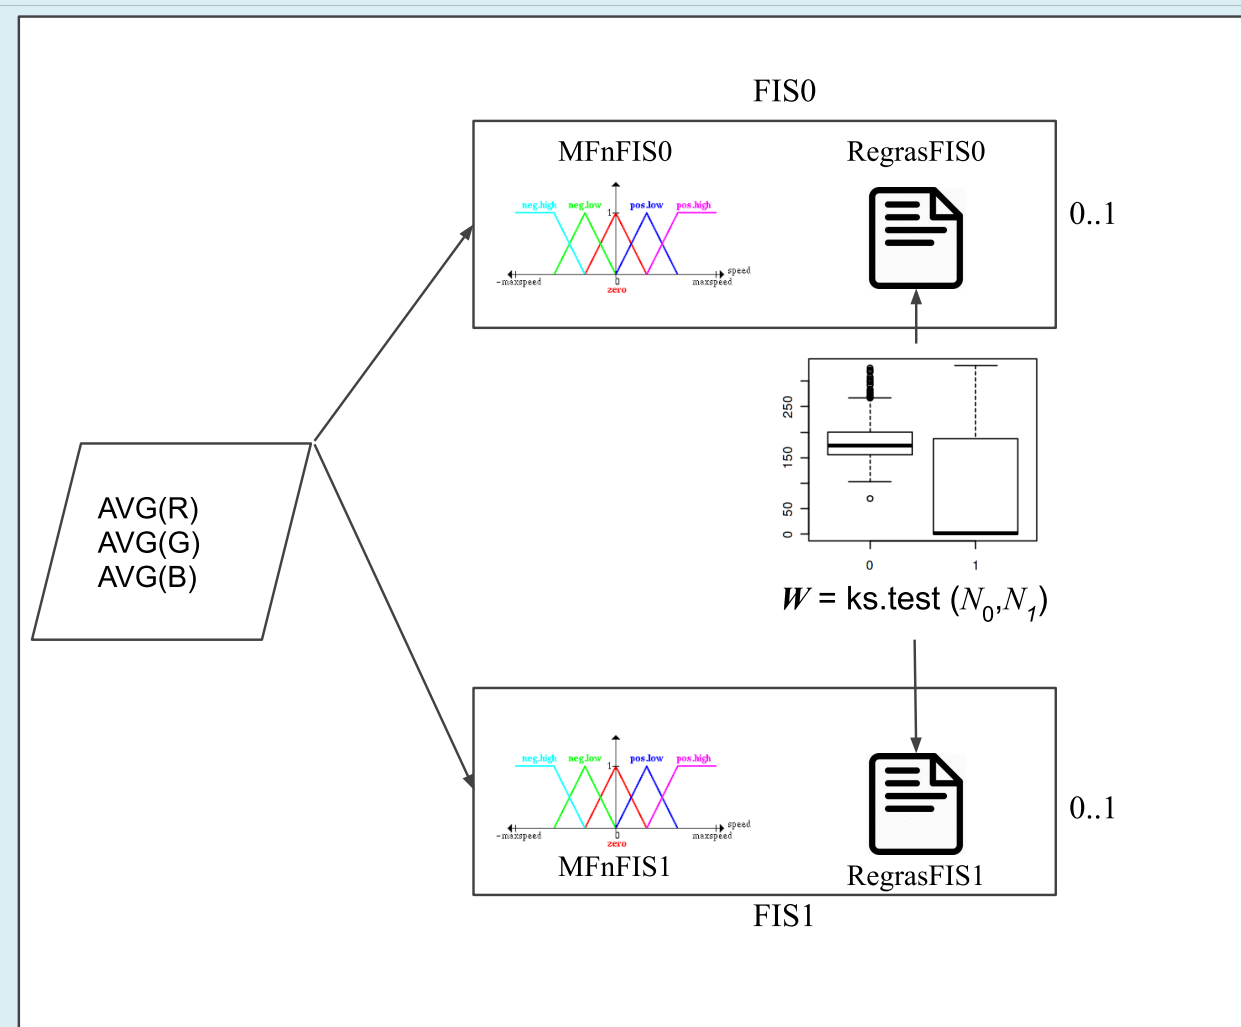 FIS0
MFnFIS0
RegrasFIS0
neg.high neg.low pos.low pos.high
1
speed
-maxspeed 0 maxspeed
zero
0..1
AVG(R)
AVG(G)
AVG(B)
250
150
50
0
0 1
W = ks.test (N0,N1)
neg.high neg.low pos.low pos.high
1
speed
-maxspeed 0 maxspeed
zero
MFnFIS1
RegrasFIS1
0..1
FIS1